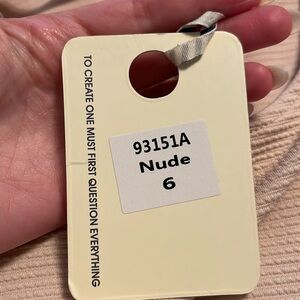 TO CREATE ONE MUST FIRST QUESTION EVERYTHING
93151A
Nude
6